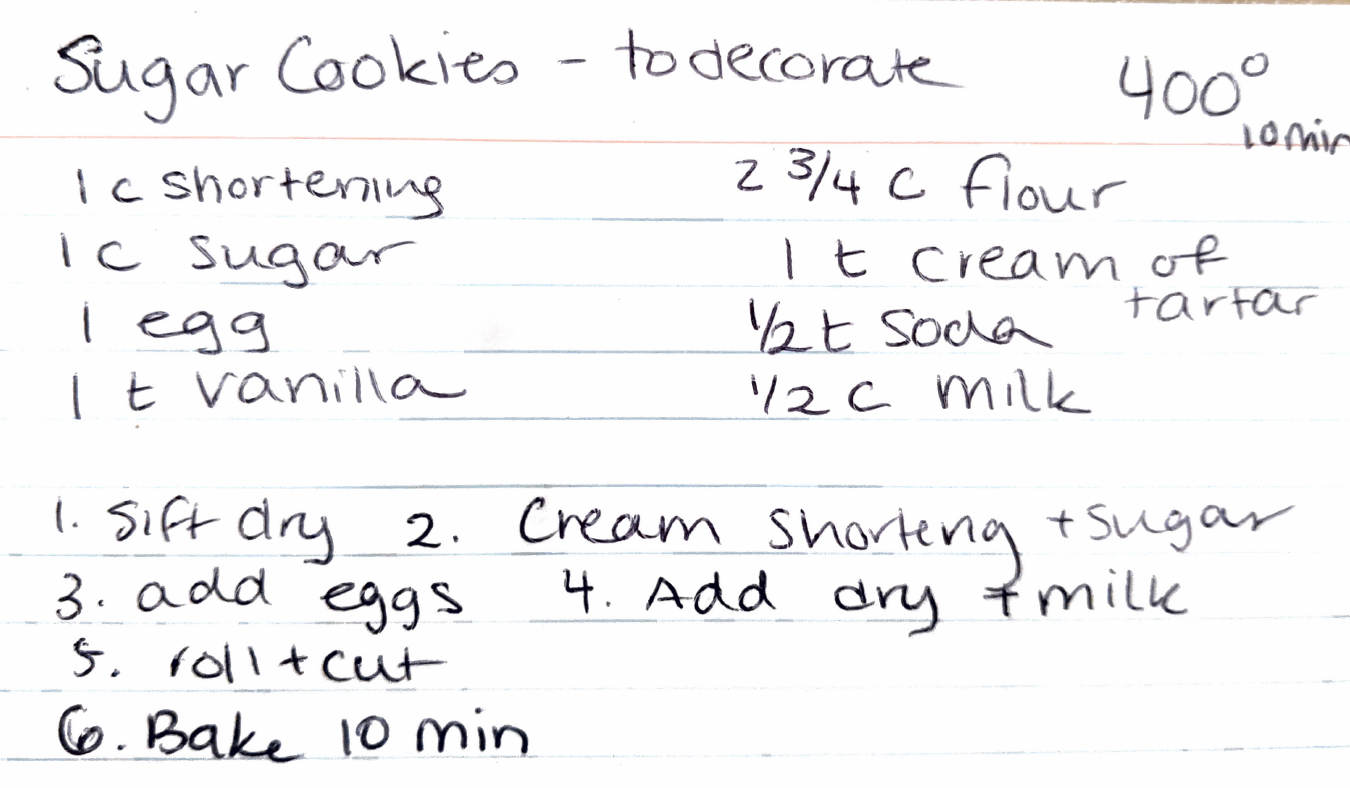 Sugar Cookies - to decorate 400°
10 min
1 c shortening 2 3/4 c flour
1 c sugar 1 t cream of
tartar
1 egg 1/2 t soda
1 t vanilla 1/2 c milk
1. Sift dry 2. Cream shorteng + sugar
3. add eggs 4. Add dry + milk
5. roll + cut
6. Bake 10 min